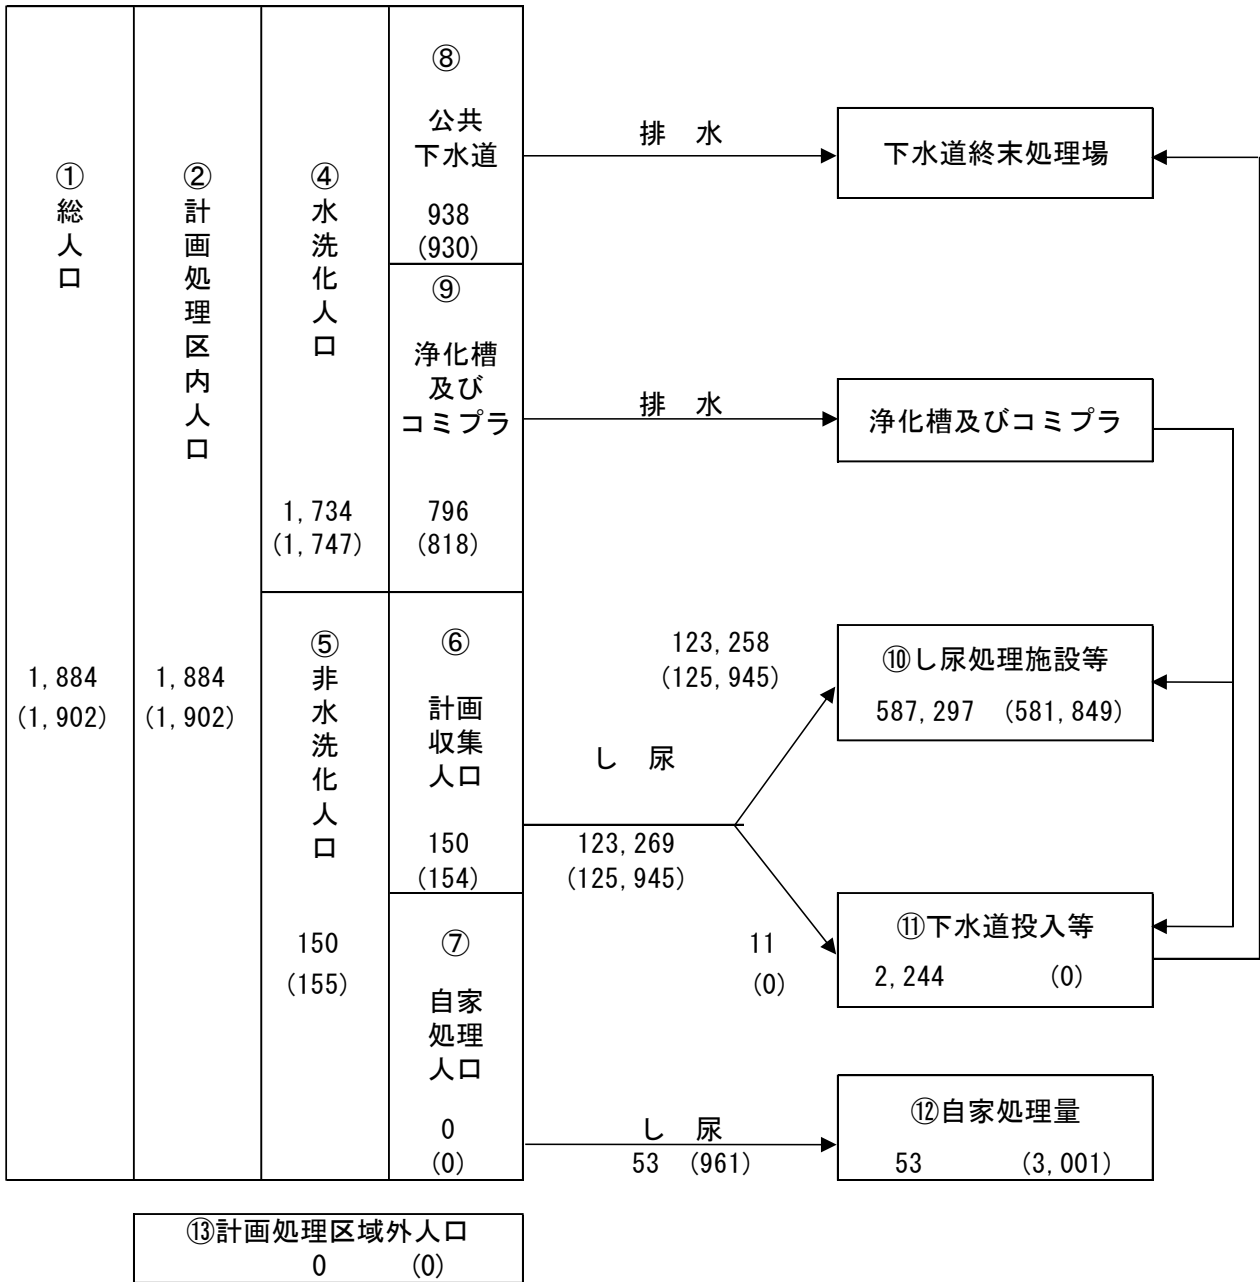 ①
総人口
1,884
(1,902)
②
計画処理区内人口
1,884
(1,902)
④
水洗化人口
1,734
(1,747)
⑤
非水洗化人口
150
(155)
⑧
公共
下水道
938
(930)
⑨
浄化槽
及び
コミプラ
796
(818)
⑥
計画
収集
人口
150
(154)
⑦
自家
処理
人口
0
(0)
排 水
下水道終末処理場
排 水
浄化槽及びコミプラ
し 尿
123,269
(125,945)
123,258
(125,945)
⑩し尿処理施設等
587,297 (581,849)
11
(0)
⑪下水道投入等
2,244 (0)
し 尿
53 (961)
⑫自家処理量
53 (3,001)
⑬計画処理区域外人口
0 (0)